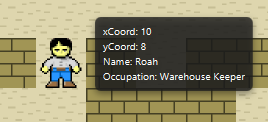 xCoord: 10
yCoord: 8
Name: Roah
Occupation: Warehouse Keeper